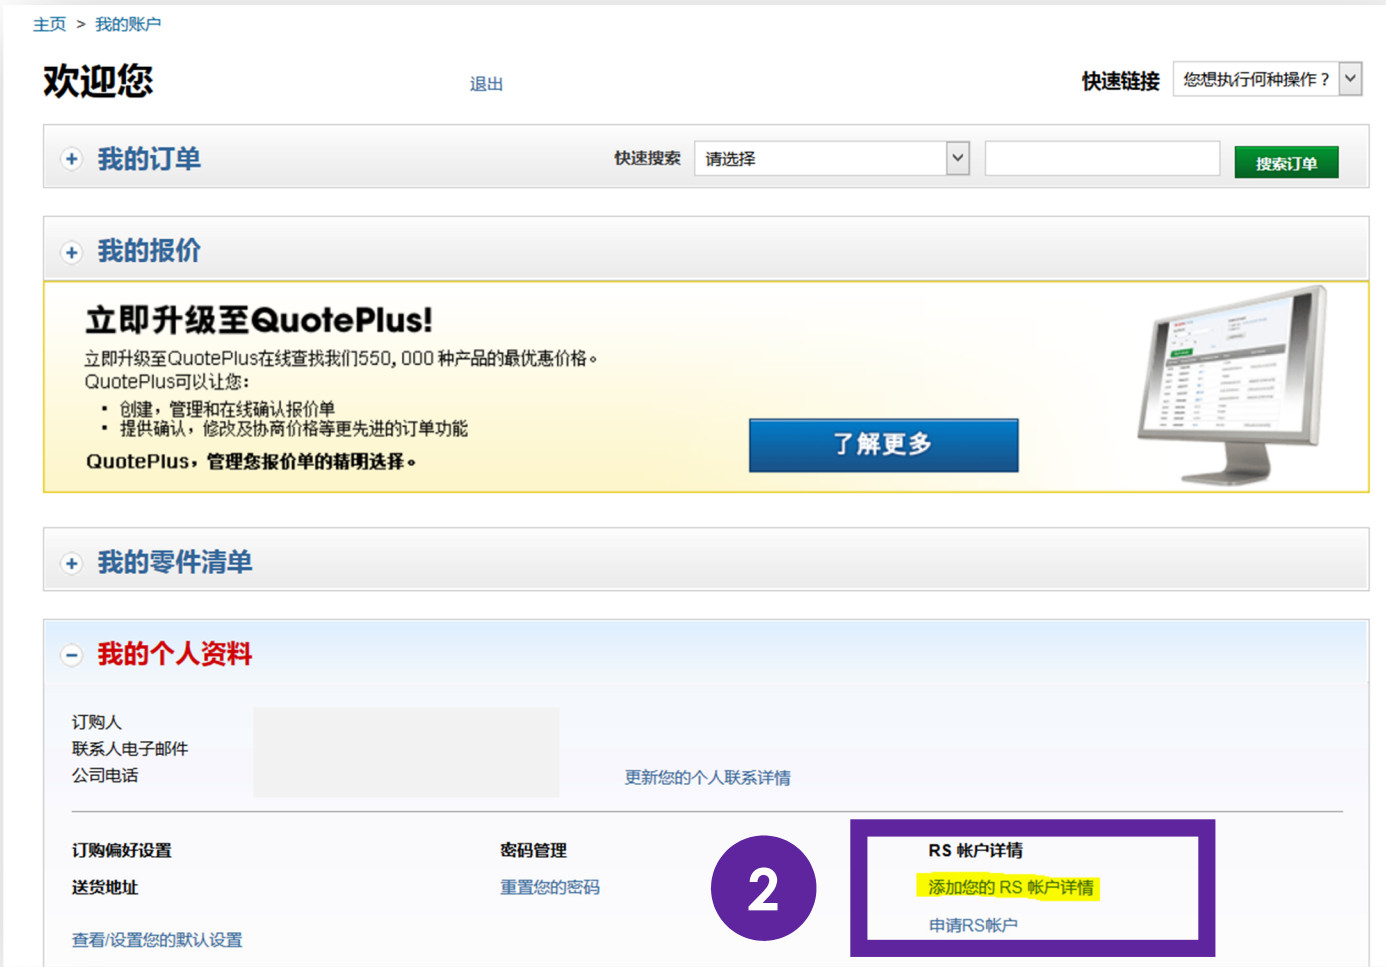 主页 > 我的账户
欢迎您
退出
快速链接 您想执行何种操作？
我的订单
快速搜索 请选择
搜索订单
我的报价
立即升级至QuotePlus!
立即升级至QuotePlus在线查找我们550,000 种产品的最优惠价格。
QuotePlus可以让您：
· 创建，管理和在线确认报价单
· 提供确认，修改及协商价格等更先进的订单功能
QuotePlus，管理您报价单的精明选择。
了解更多
我的零件清单
我的个人资料
订购人
联系人电子邮件
公司电话
更新您的个人联系详情
订购偏好设置
送货地址
查看/设置您的默认设置
密码管理
重置您的密码
2
RS 帐户详情
添加您的 RS 帐户详情
申请RS帐户